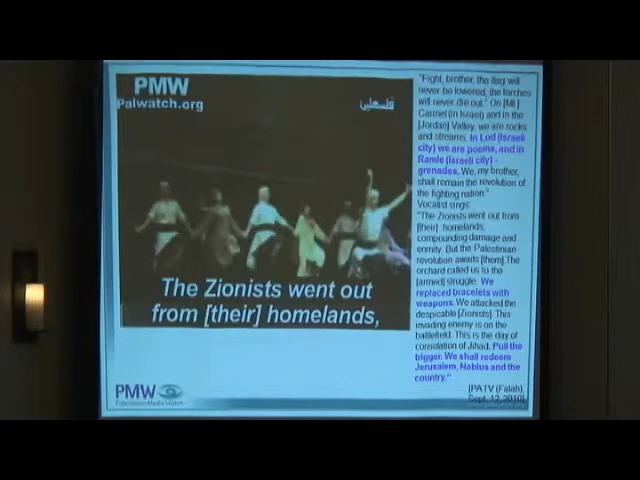 PMW
Palwatch.org
The Zionists went out
from [their] homelands,
"Fight, brother, the flag will
never be lowered, the torches
will never die out." On [Mt.]
Carmel (in Israel) and in the
[Jordan] Valley, we are rocks
and streams. In Lod (Israeli
city) we are poems, and in
Ramle (Israeli city) -
grenades. We, my brother,
shall remain the revolution of
the fighting nation."
Vocalist sings:
"The Zionists went out from
[their] homelands,
compounding damage and
enmity. But the Palestinian
revolution awaits [them]. The
orchard called us to the
[armed] struggle. We
replaced bracelets with
weapons. We attacked the
despicable [Zionists]. This
invading enemy is on the
battlefield. This is the day of
consolation of Jihad. Pull the
trigger. We shall redeem
Jerusalem, Nablus and the
country."
[PA TV (Fatah)
Sept. 12, 2010]
PMW
Palestinian Media Watch